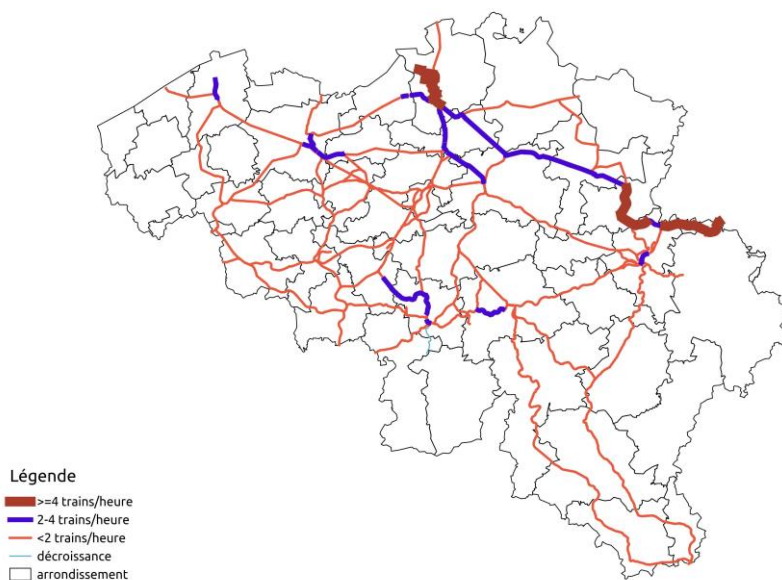 Légende
>=4 trains/heure
2-4 trains/heure
<2 trains/heure
décroissance
arrondissement